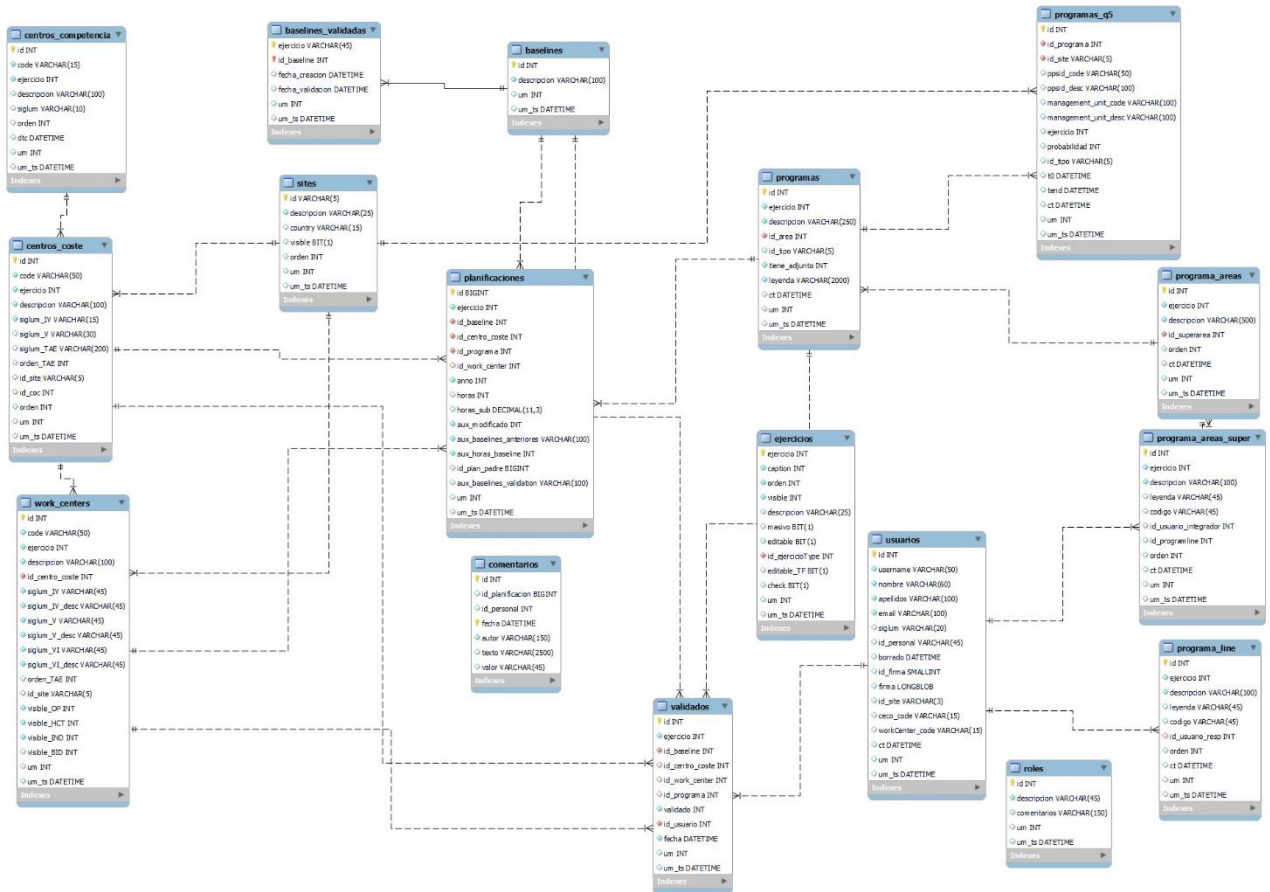 centros_competencia
id INT
code VARCHAR(15)
ejercicio INT
descripcion VARCHAR(100)
siglum VARCHAR(10)
orden INT
dtc DATETIME
um INT
um_ts DATETIME
Indexes
baselines_validadas
ejercicio VARCHAR(45)
id_baseline INT
fecha_creacion DATETIME
fecha_validacion DATETIME
um INT
um_ts DATETIME
Indexes
baselines
id INT
descripcion VARCHAR(100)
um INT
um_ts DATETIME
Indexes
programas_q5
id INT
id_programa INT
id_site VARCHAR(5)
ppsid_code VARCHAR(50)
ppsid_desc VARCHAR(100)
management_unit_code VARCHAR(100)
management_unit_desc VARCHAR(100)
ejercicio INT
probabilidad INT
id_tipo VARCHAR(5)
t0 DATETIME
tend DATETIME
ct DATETIME
um INT
um_ts DATETIME
Indexes
sites
id VARCHAR(5)
descripcion VARCHAR(25)
country VARCHAR(15)
visible BIT(1)
orden INT
um INT
um_ts DATETIME
Indexes
programas
id INT
ejercicio INT
descripcion VARCHAR(250)
id_area INT
id_tipo VARCHAR(5)
tiene_adjunto INT
leyenda VARCHAR(2000)
ct DATETIME
um INT
um_ts DATETIME
Indexes
centros_coste
id INT
code VARCHAR(50)
ejercicio INT
descripcion VARCHAR(100)
siglum_IV VARCHAR(15)
siglum_V VARCHAR(30)
siglum_TAE VARCHAR(200)
orden_TAE INT
id_site VARCHAR(5)
id_coc INT
orden INT
um INT
um_ts DATETIME
Indexes
planificaciones
id BIGINT
ejercicio INT
id_baseline INT
id_centro_coste INT
id_programa INT
id_work_center INT
anno INT
horas INT
horas_sub DECIMAL(11,3)
aux_modificado INT
aux_baselines_anteriores VARCHAR(100)
aux_horas_baseline INT
id_plan_padre BIGINT
aux_baselines_validation VARCHAR(100)
um INT
um_ts DATETIME
Indexes
programa_areas
id INT
ejercicio INT
descripcion VARCHAR(500)
id_superarea INT
orden INT
ct DATETIME
um INT
um_ts DATETIME
Indexes
ejercicios
ejercicio INT
caption INT
orden INT
visible INT
descripcion VARCHAR(25)
masivo BIT(1)
editable BIT(1)
id_ejercicioType INT
editable_TF BIT(1)
check BIT(1)
um INT
um_ts DATETIME
Indexes
programa_areas_super
id INT
ejercicio INT
descripcion VARCHAR(100)
leyenda VARCHAR(45)
codigo VARCHAR(45)
id_usuario_integrador INT
id_programline INT
orden INT
ct DATETIME
um INT
um_ts DATETIME
Indexes
work_centers
id INT
code VARCHAR(50)
ejercicio INT
descripcion VARCHAR(100)
id_centro_coste INT
siglum_IV VARCHAR(45)
siglum_IV_desc VARCHAR(45)
siglum_V VARCHAR(45)
siglum_V_desc VARCHAR(45)
siglum_VI VARCHAR(45)
siglum_VI_desc VARCHAR(45)
orden_TAE INT
id_site VARCHAR(5)
visible_OP INT
visible_HCT INT
visible_IND INT
visible_BID INT
um INT
um_ts DATETIME
Indexes
comentarios
id INT
id_planificacion BIGINT
id_personal INT
fecha DATETIME
autor VARCHAR(150)
texto VARCHAR(2500)
valor VARCHAR(45)
Indexes
usuarios
id INT
username VARCHAR(50)
nombre VARCHAR(60)
apellidos VARCHAR(100)
email VARCHAR(100)
siglum VARCHAR(20)
id_personal VARCHAR(45)
borrado DATETIME
id_firma SMALLINT
firma LONGBLOB
id_site VARCHAR(3)
ceco_code VARCHAR(15)
workCenter_code VARCHAR(15)
ct DATETIME
um INT
um_ts DATETIME
Indexes
programa_line
id INT
ejercicio INT
descripcion VARCHAR(100)
leyenda VARCHAR(45)
codigo VARCHAR(45)
id_usuario_resp INT
orden INT
ct DATETIME
um INT
um_ts DATETIME
Indexes
validados
id INT
ejercicio INT
id_baseline INT
id_centro_coste INT
id_work_center INT
id_programa INT
validado INT
id_usuario INT
fecha DATETIME
um INT
um_ts DATETIME
Indexes
roles
id INT
descripcion VARCHAR(45)
comentarios VARCHAR(150)
um INT
um_ts DATETIME
Indexes